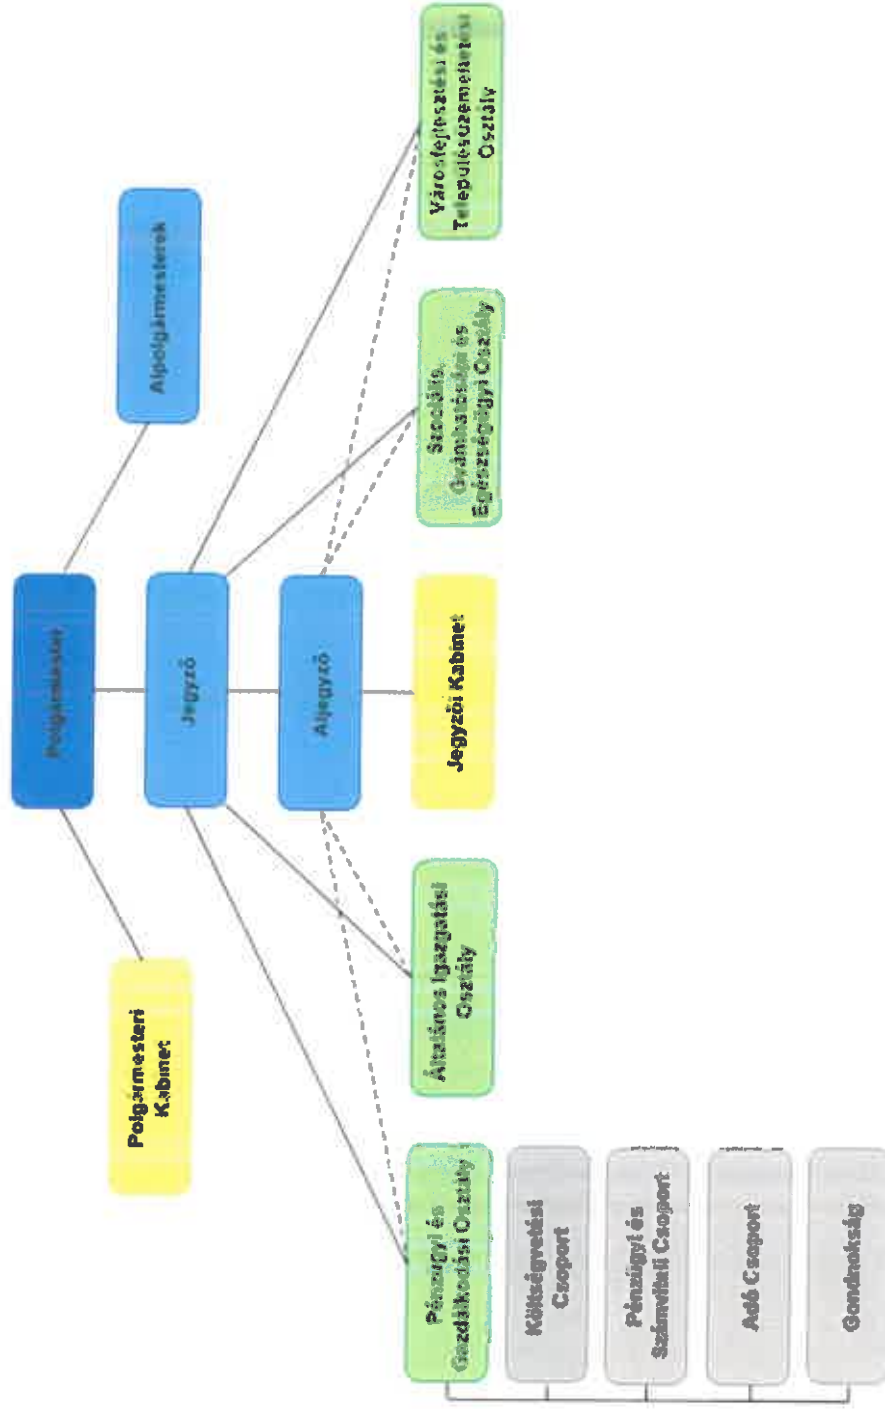 Polgármester
Alpolgármesterek
Polgármesteri
Kabinet
Jegyző
Aljegyző
Pénzügyi és
Gazdálkodási Osztály
Általános Igazgatási
Osztály
Jegyzői Kabinet
Szociális,
Gyámhatósági és
Egészségügyi Osztály
Városfejlesztési és
Településüzemeltetési
Osztály
Költségvetési
Csoport
Pénzügyi és
Számviteli Csoport
Adó Csoport
Gondnokság